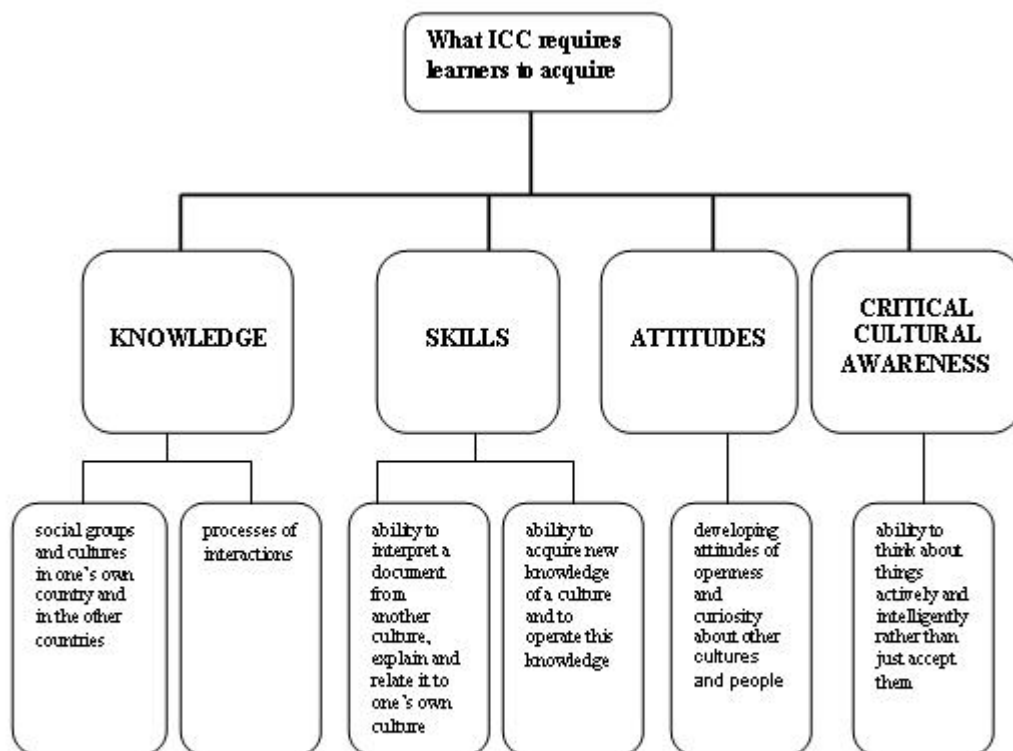 What ICC requires
learners to acquire
KNOWLEDGE
SKILLS
ATTITUDES
CRITICAL
CULTURAL
AWARENESS
social groups
and cultures
in one's own
country and
in the other
countries
processes of
interactions
ability to
interpret a
document
from
another
culture,
explain and
relate it to
one's own
culture
ability to
acquire new
knowledge
of a culture
and to
operate this
knowledge
developing
attitudes of
openness
and
curiosity
about other
cultures
and people
ability to
think about
things
actively and
intelligently
rather than
just accept
them